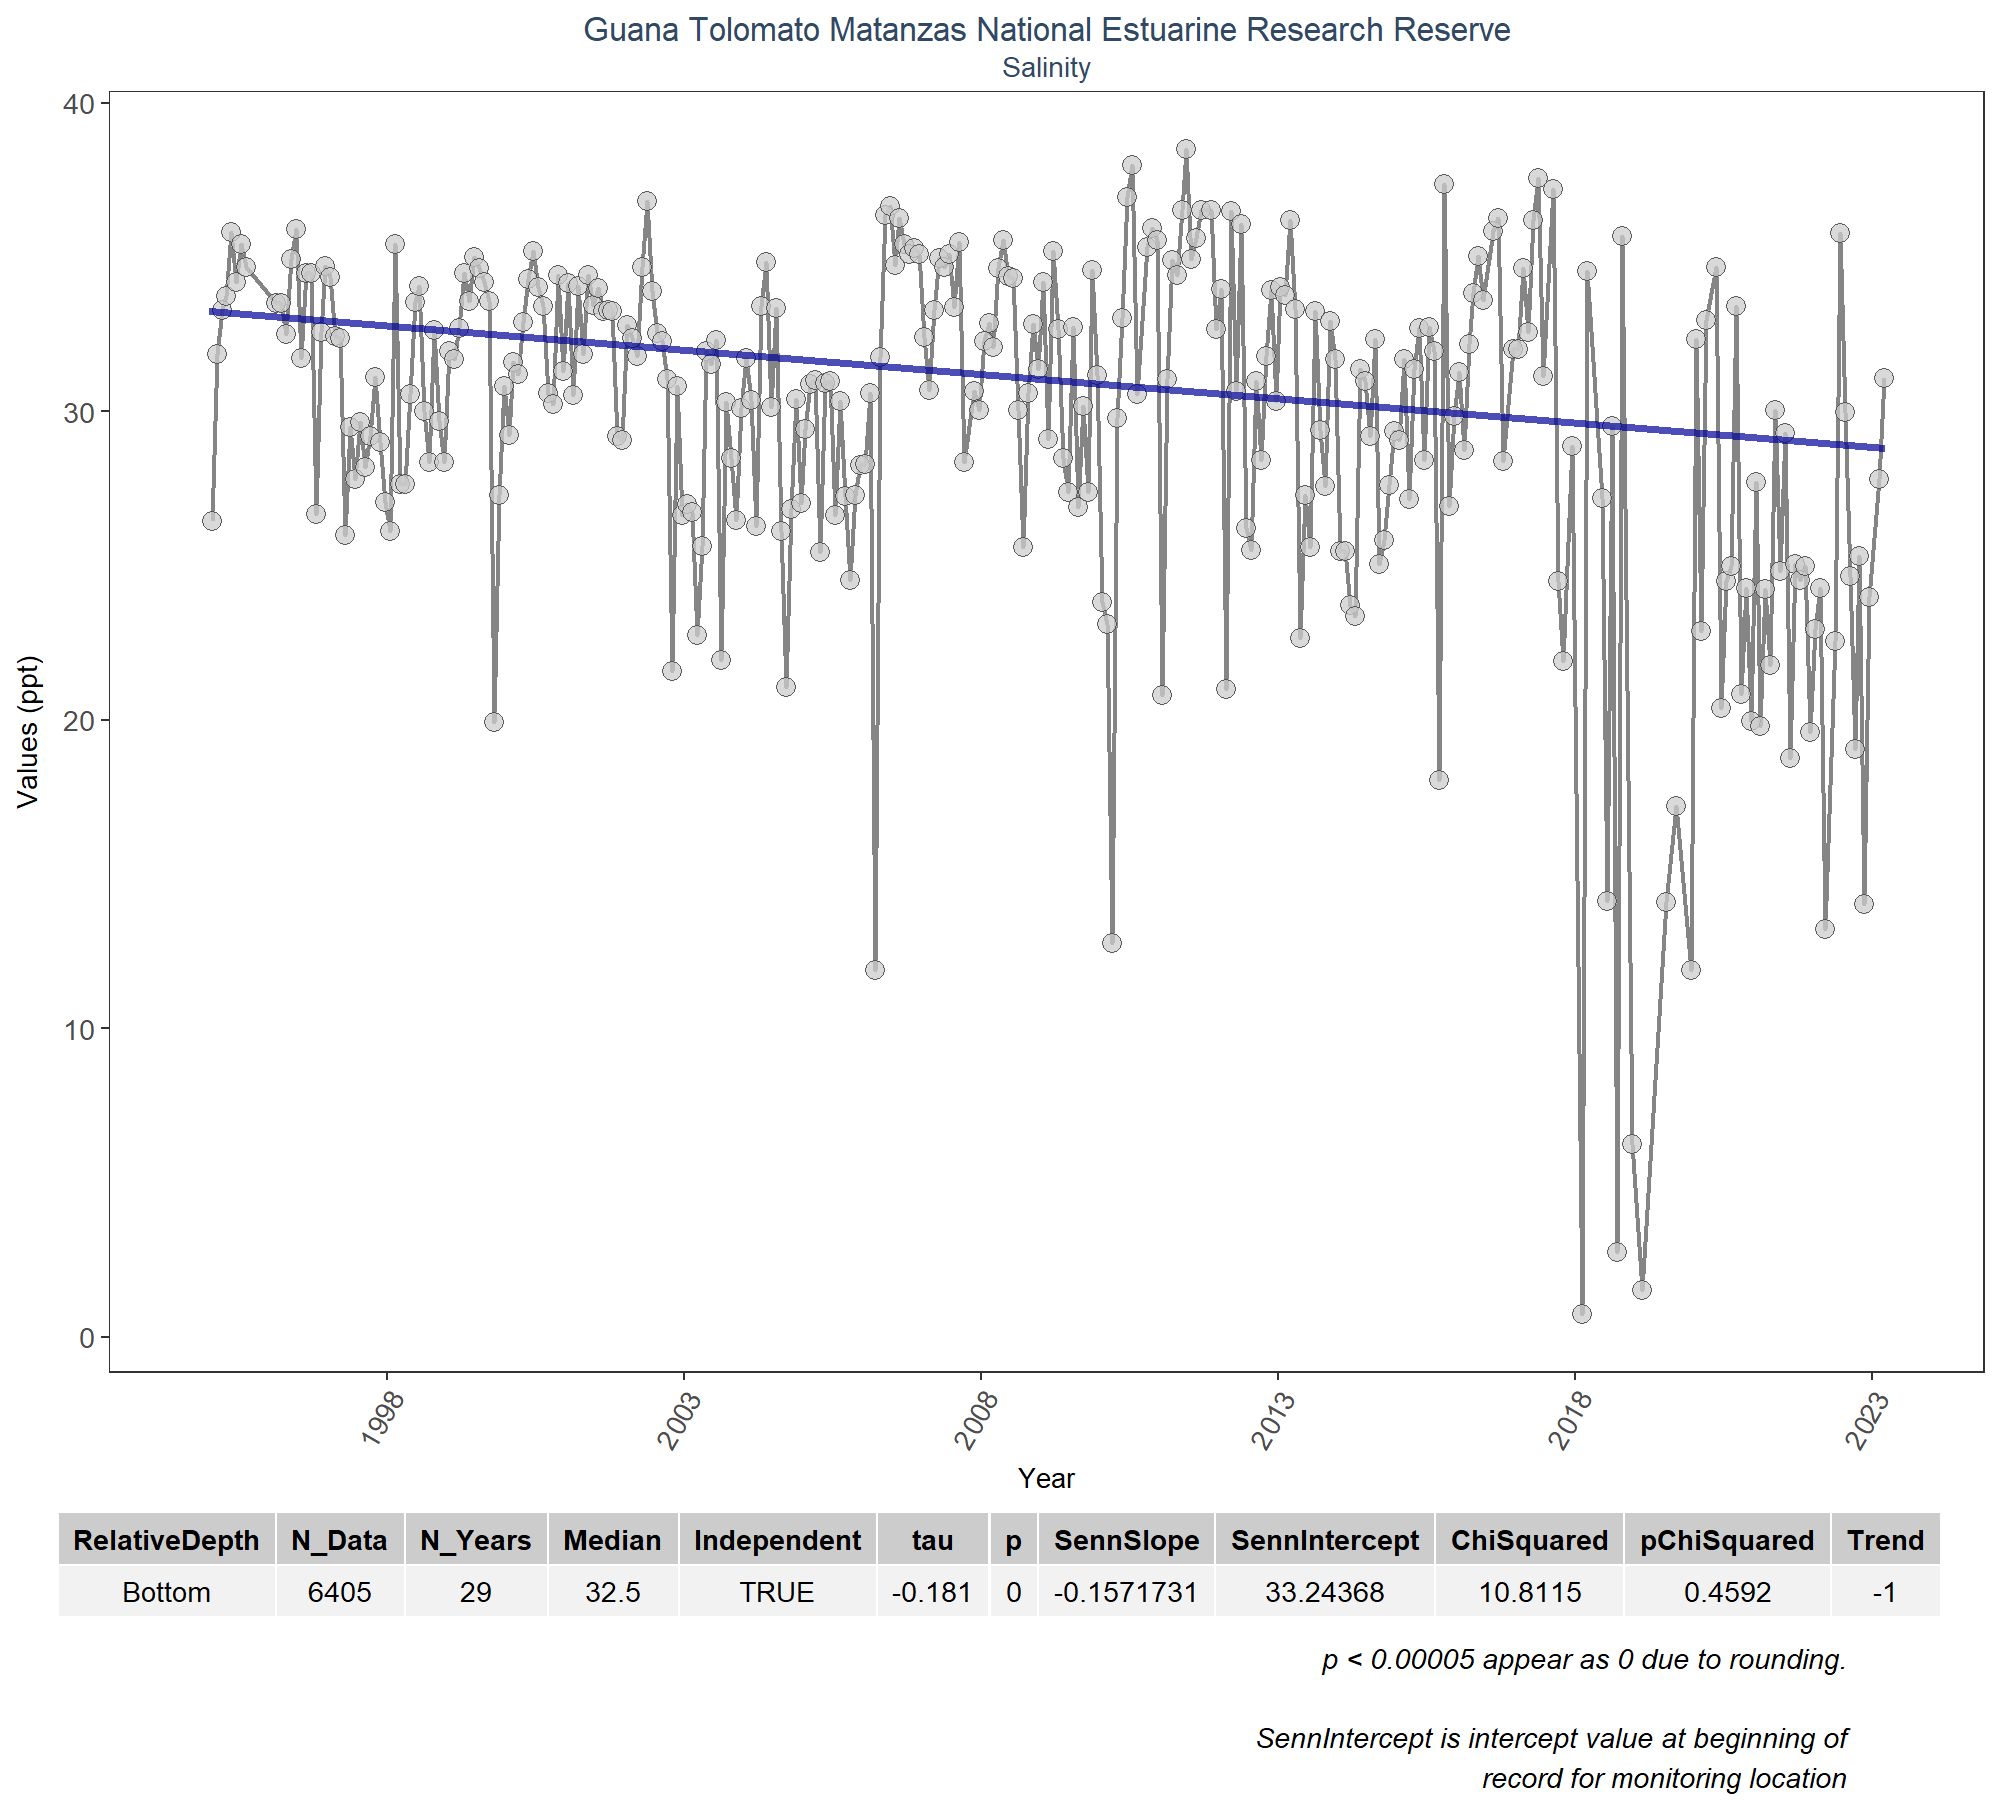 Guana Tolomato Matanzas National Estuarine Research Reserve
Salinity
40
30
20
10
0
Values (ppt)
1998
2003
2008
2013
2018
2023
Year
RelativeDepth N_Data N_Years Median Independent tau p SennSlope SennIntercept ChiSquared pChiSquared Trend
Bottom 6405 29 32.5 TRUE -0.181 0 -0.1571731 33.24368 10.8115 0.4592 -1
p < 0.00005 appear as 0 due to rounding.
SennIntercept is intercept value at beginning of
record for monitoring location